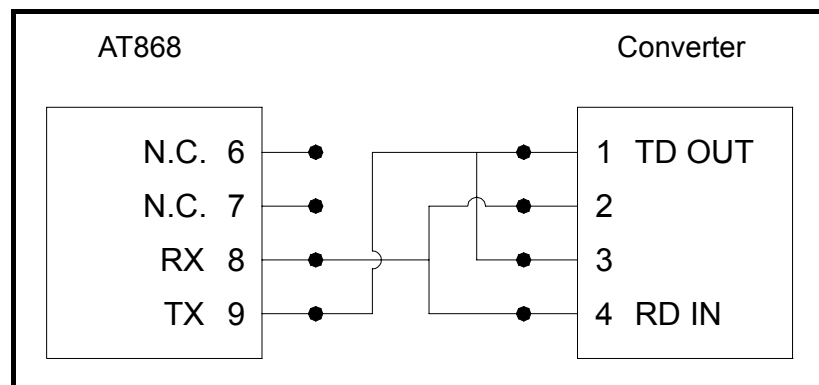 AT868 Converter
N.C. 6 1 TD OUT
N.C. 7 2
RX 8 3
TX 9 4 RD IN